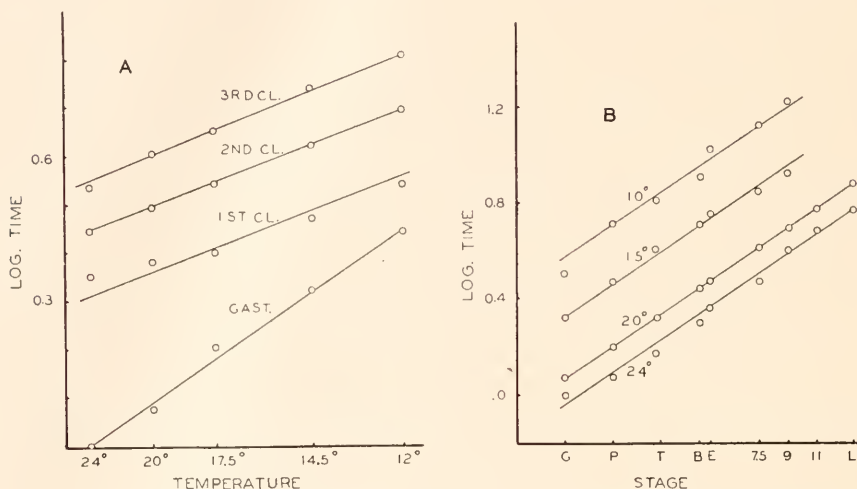 A
3RD CL.
2ND CL.
1ST CL.
GAST.
0.6
0.3
LOG. TIME
24° 20° 17.5° 14.5° 12°
TEMPERATURE
B
10°
15°
20°
24°
1.2
0.8
0.4
.0
LOG. TIME
G P T B E 7.5 9 11 L
STAGE